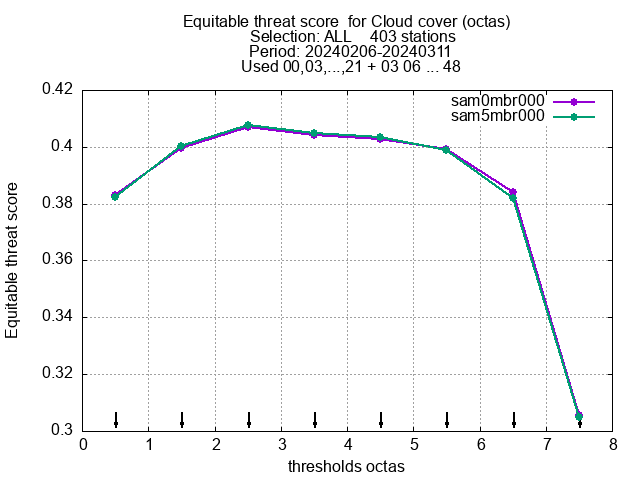 Equitable threat score  for Cloud cover (octas)
Selection: ALL    403 stations
Period: 20240206-20240311
Used 00,03,...,21 + 03 06 ... 48
sam0mbr000
sam5mbr000
0.42
0.4
0.38
0.36
0.34
0.32
0.3
Equitable threat score
0 1 2 3 4 5 6 7 8
thresholds octas